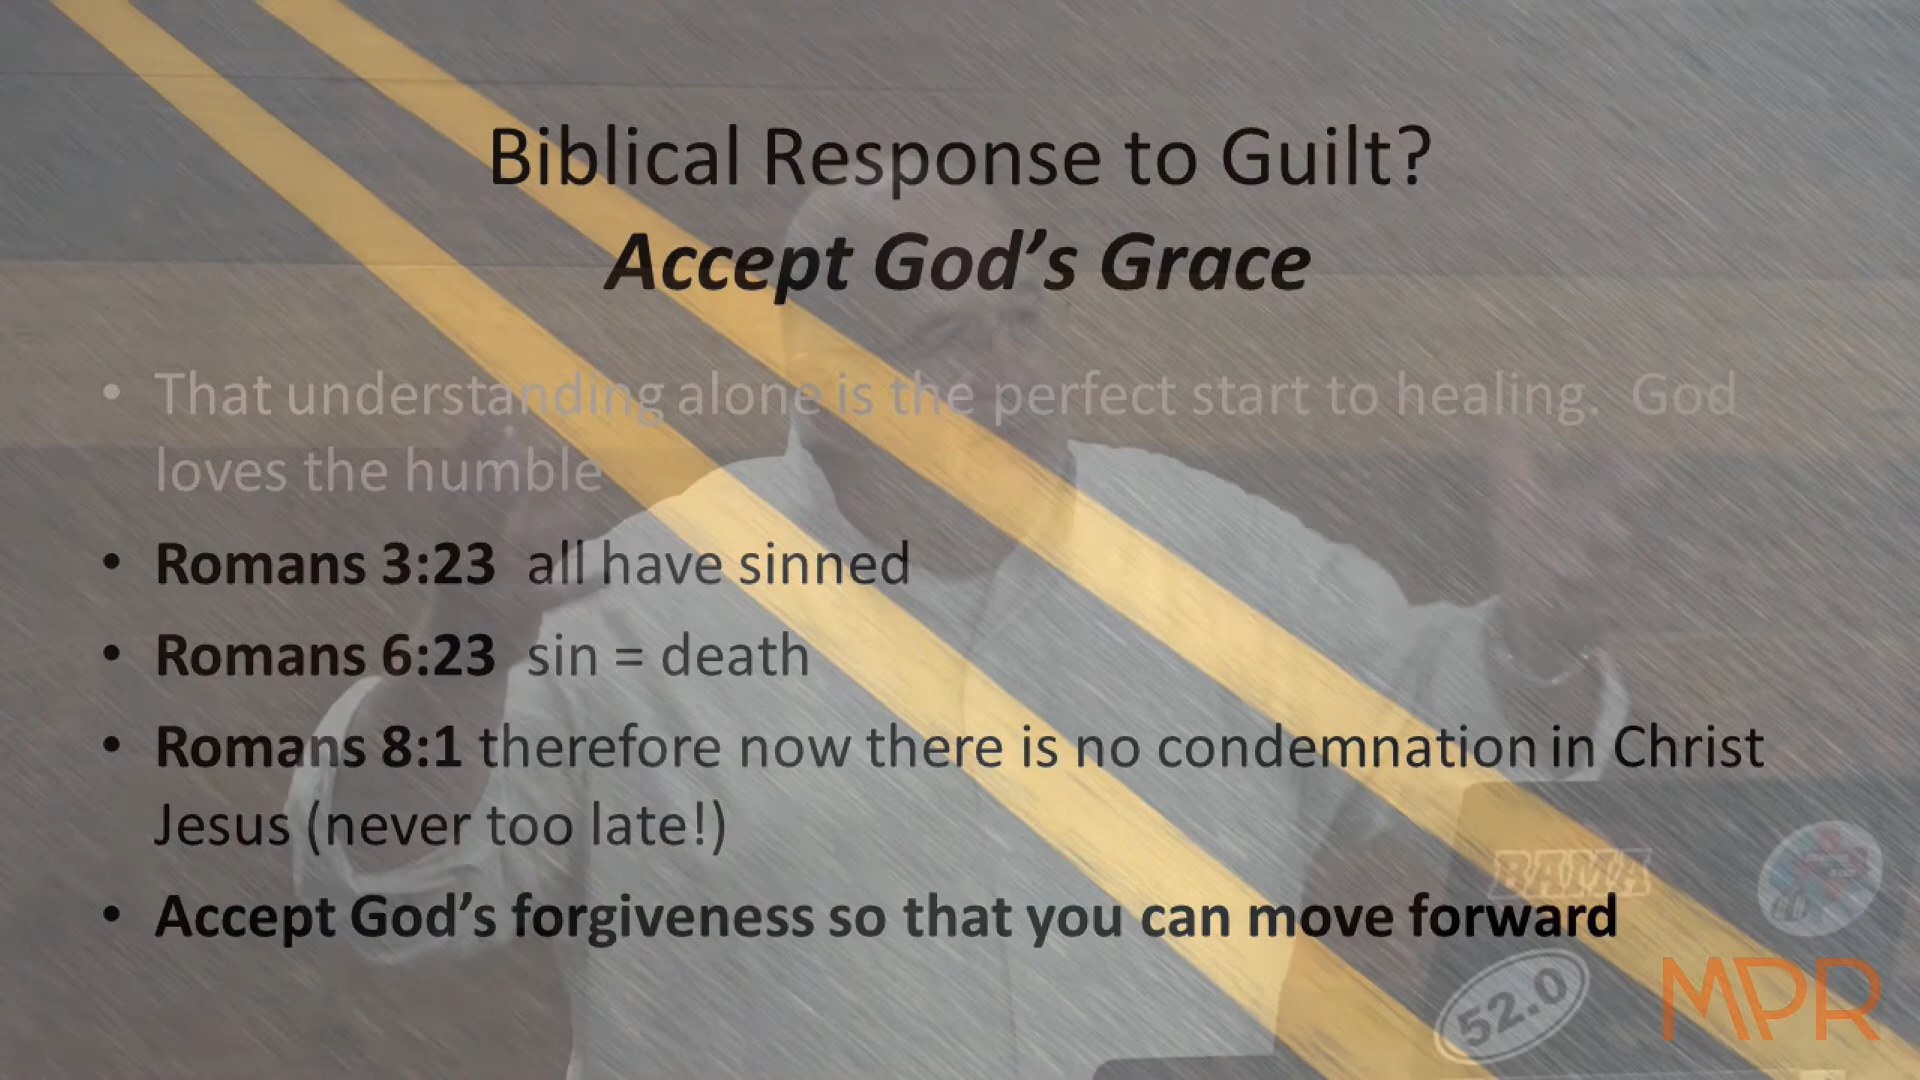 Biblical Response to Guilt?
Accept God's Grace
• That understanding alone is the perfect start to healing. God
loves the humble
• Romans 3:23 all have sinned
• Romans 6:23 sin = death
• Romans 8:1 therefore now there is no condemnation in Christ
Jesus (never too late!)
• Accept God's forgiveness so that you can move forward
BAMA
52.0
MPR